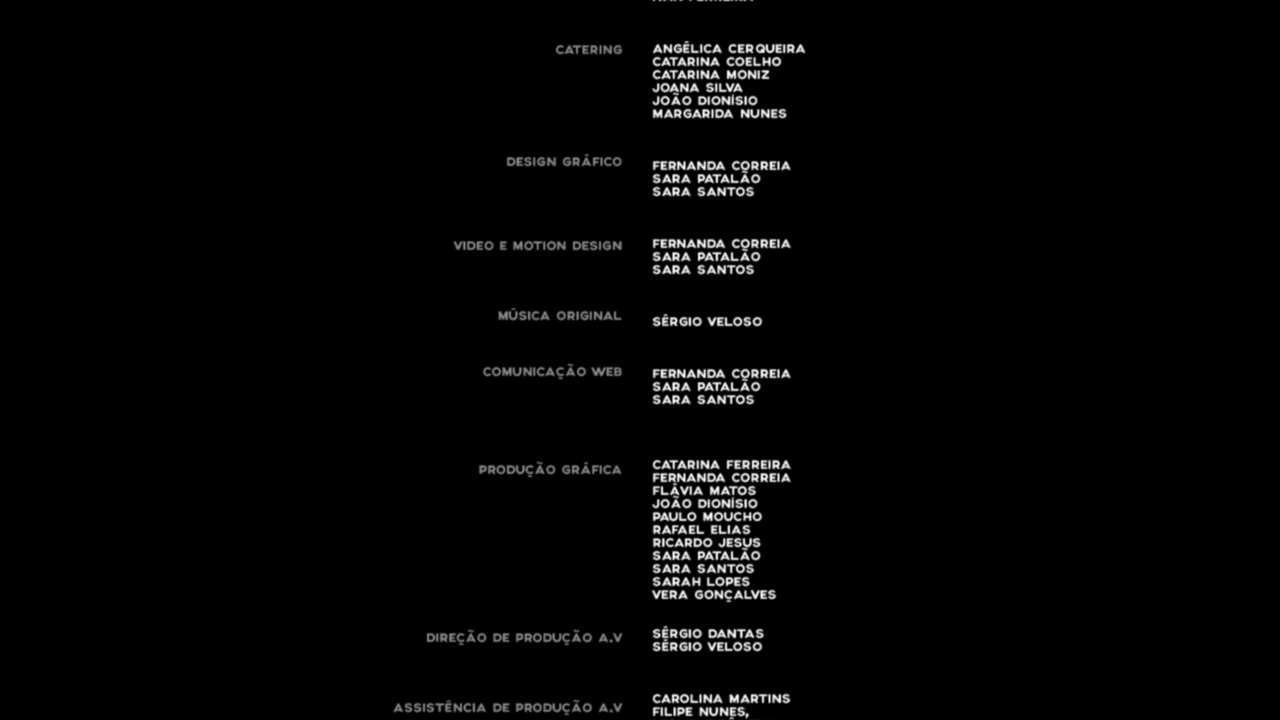 CATERING ANGÉLICA CERQUEIRA
CATARINA COELHO
CATARINA MONIZ
JOANA SILVA
JOÃO DIONÍSIO
MARGARIDA NUNES
DESIGN GRÁFICO FERNANDA CORREIA
SARA PATALÃO
SARA SANTOS
VIDEO E MOTION DESIGN FERNANDA CORREIA
SARA PATALÃO
SARA SANTOS
MÚSICA ORIGINAL SÉRGIO VELOSO
COMUNICAÇÃO WEB FERNANDA CORREIA
SARA PATALÃO
SARA SANTOS
PRODUÇÃO GRÁFICA CATARINA FERREIRA
FERNANDA CORREIA
FLÁVIA MATOS
JOÃO DIONÍSIO
PAULO MOUCHO
RAFAEL ELIAS
RICARDO JESUS
SARA PATALÃO
SARA SANTOS
SARAH LOPES
VERA GONÇALVES
DIREÇÃO DE PRODUÇÃO A.V SÉRGIO DANTAS
SÉRGIO VELOSO
ASSISTÊNCIA DE PRODUÇÃO A.V CAROLINA MARTINS
FILIPE NUNES,